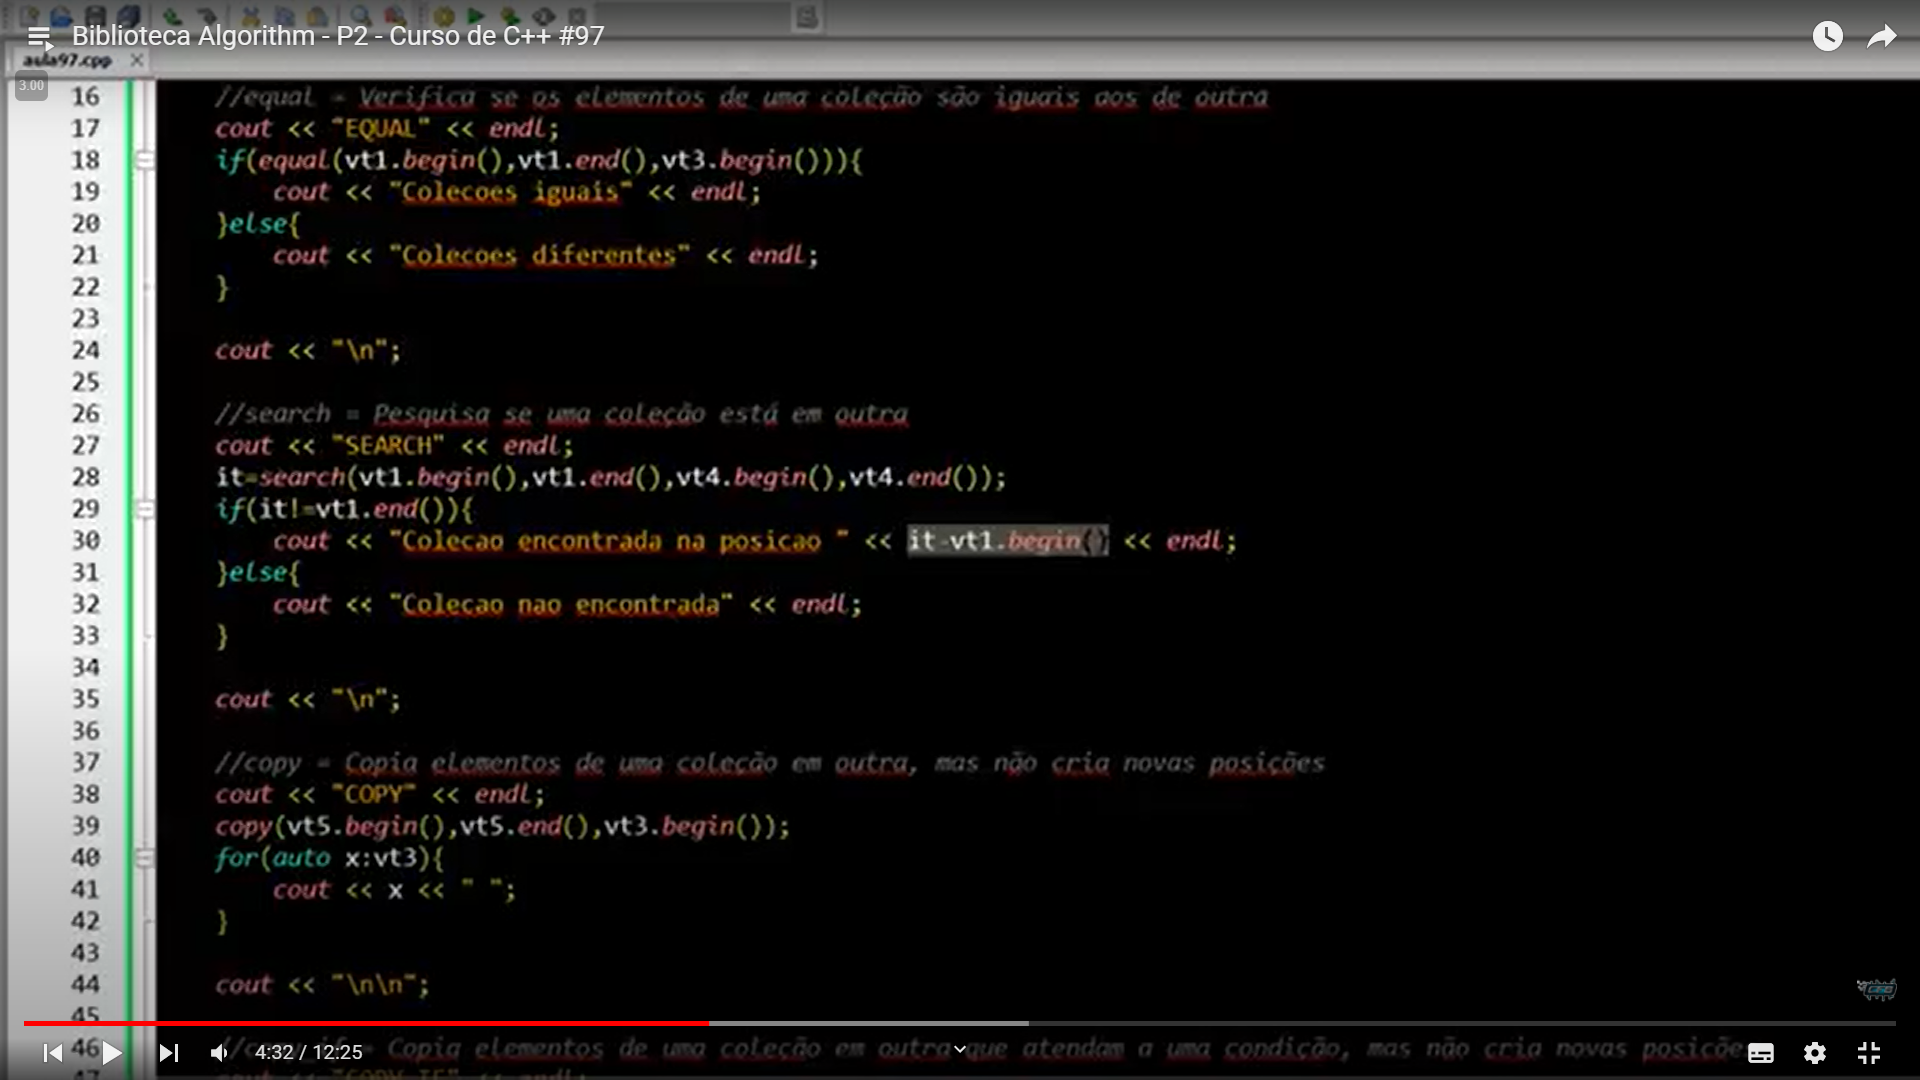 Biblioteca Algorithm - P2 - Curso de C++ #97
aula97.cpp
3.00
16 //equal = Verifica se os elementos de uma coleção são iguais aos de outra
17 cout << "EQUAL" << endl;
18 if(equal(vt1.begin(),vt1.end(),vt3.begin())){
19 cout << "Colecoes iguais" << endl;
20 }else{
21 cout << "Colecoes diferentes" << endl;
22 }
23
24 cout << "\n";
25
26 //search = Pesquisa se uma coleção está em outra
27 cout << "SEARCH" << endl;
28 it=search(vt1.begin(),vt1.end(),vt4.begin(),vt4.end());
29 if(it!=vt1.end()){
30 cout << "Colecao encontrada na posicao " << it-vt1.begin() << endl;
31 }else{
32 cout << "Colecao nao encontrada" << endl;
33 }
34
35 cout << "\n";
36
37 //copy = Copia elementos de uma coleção em outra, mas não cria novas posições
38 cout << "COPY" << endl;
39 copy(vt5.begin(),vt5.end(),vt3.begin());
40 for(auto x:vt3){
41 cout << x << " ";
42 }
43
44 cout << "\n\n";
45
46 //copy_if = Copia elementos de uma coleção em outra que atendam a uma condição, mas não cria novas
47 cout << "COPY_IF" << endl;
4:32 / 12:25